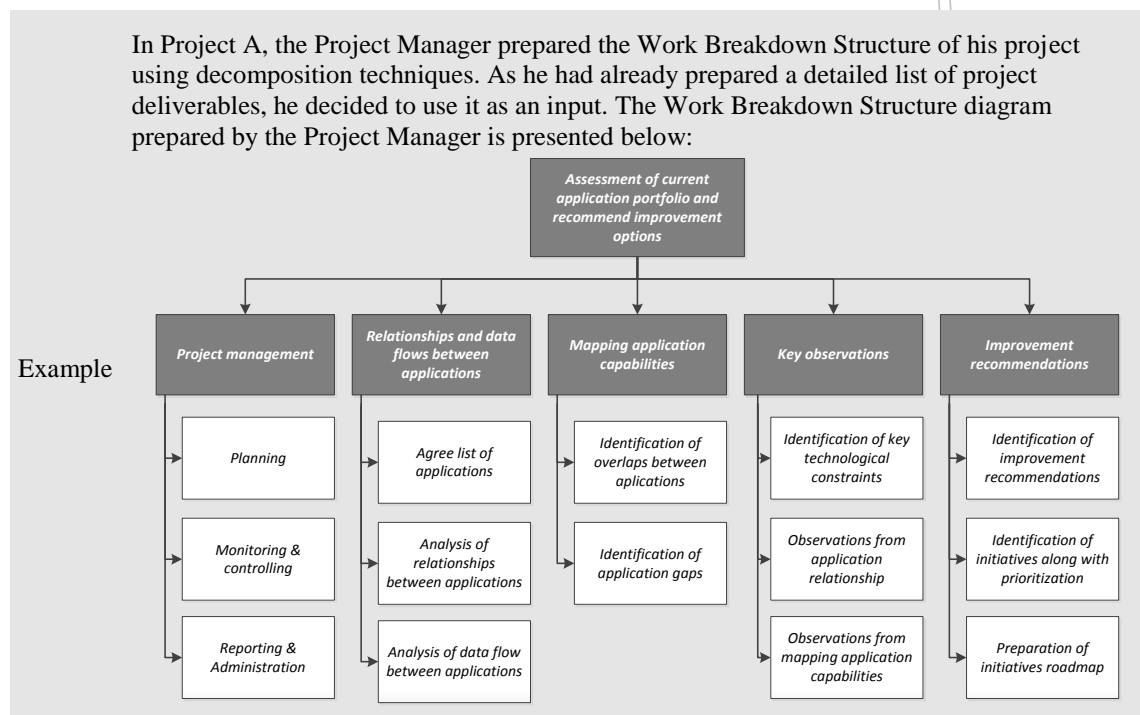 In Project A, the Project Manager prepared the Work Breakdown Structure of his project
using decomposition techniques. As he had already prepared a detailed list of project
deliverables, he decided to use it as an input. The Work Breakdown Structure diagram
prepared by the Project Manager is presented below:
Example
Assessment of current
application portfolio and
recommend improvement
options
Project management
Planning
Monitoring &
controlling
Reporting &
Administration
Relationships and data
flows between
applications
Agree list of
applications
Analysis of
relationships
between applications
Analysis of data flow
between applications
Mapping application
capabilities
Identification of
overlaps between
aplications
Identification of
application gaps
Key observations
Identification of key
technological
constraints
Observations from
application
relationship
Observations from
mapping application
capabilities
Improvement
recommendations
Identification of
improvement
recommendations
Identification of
initiatives along with
prioritization
Preparation of
initiatives roadmap